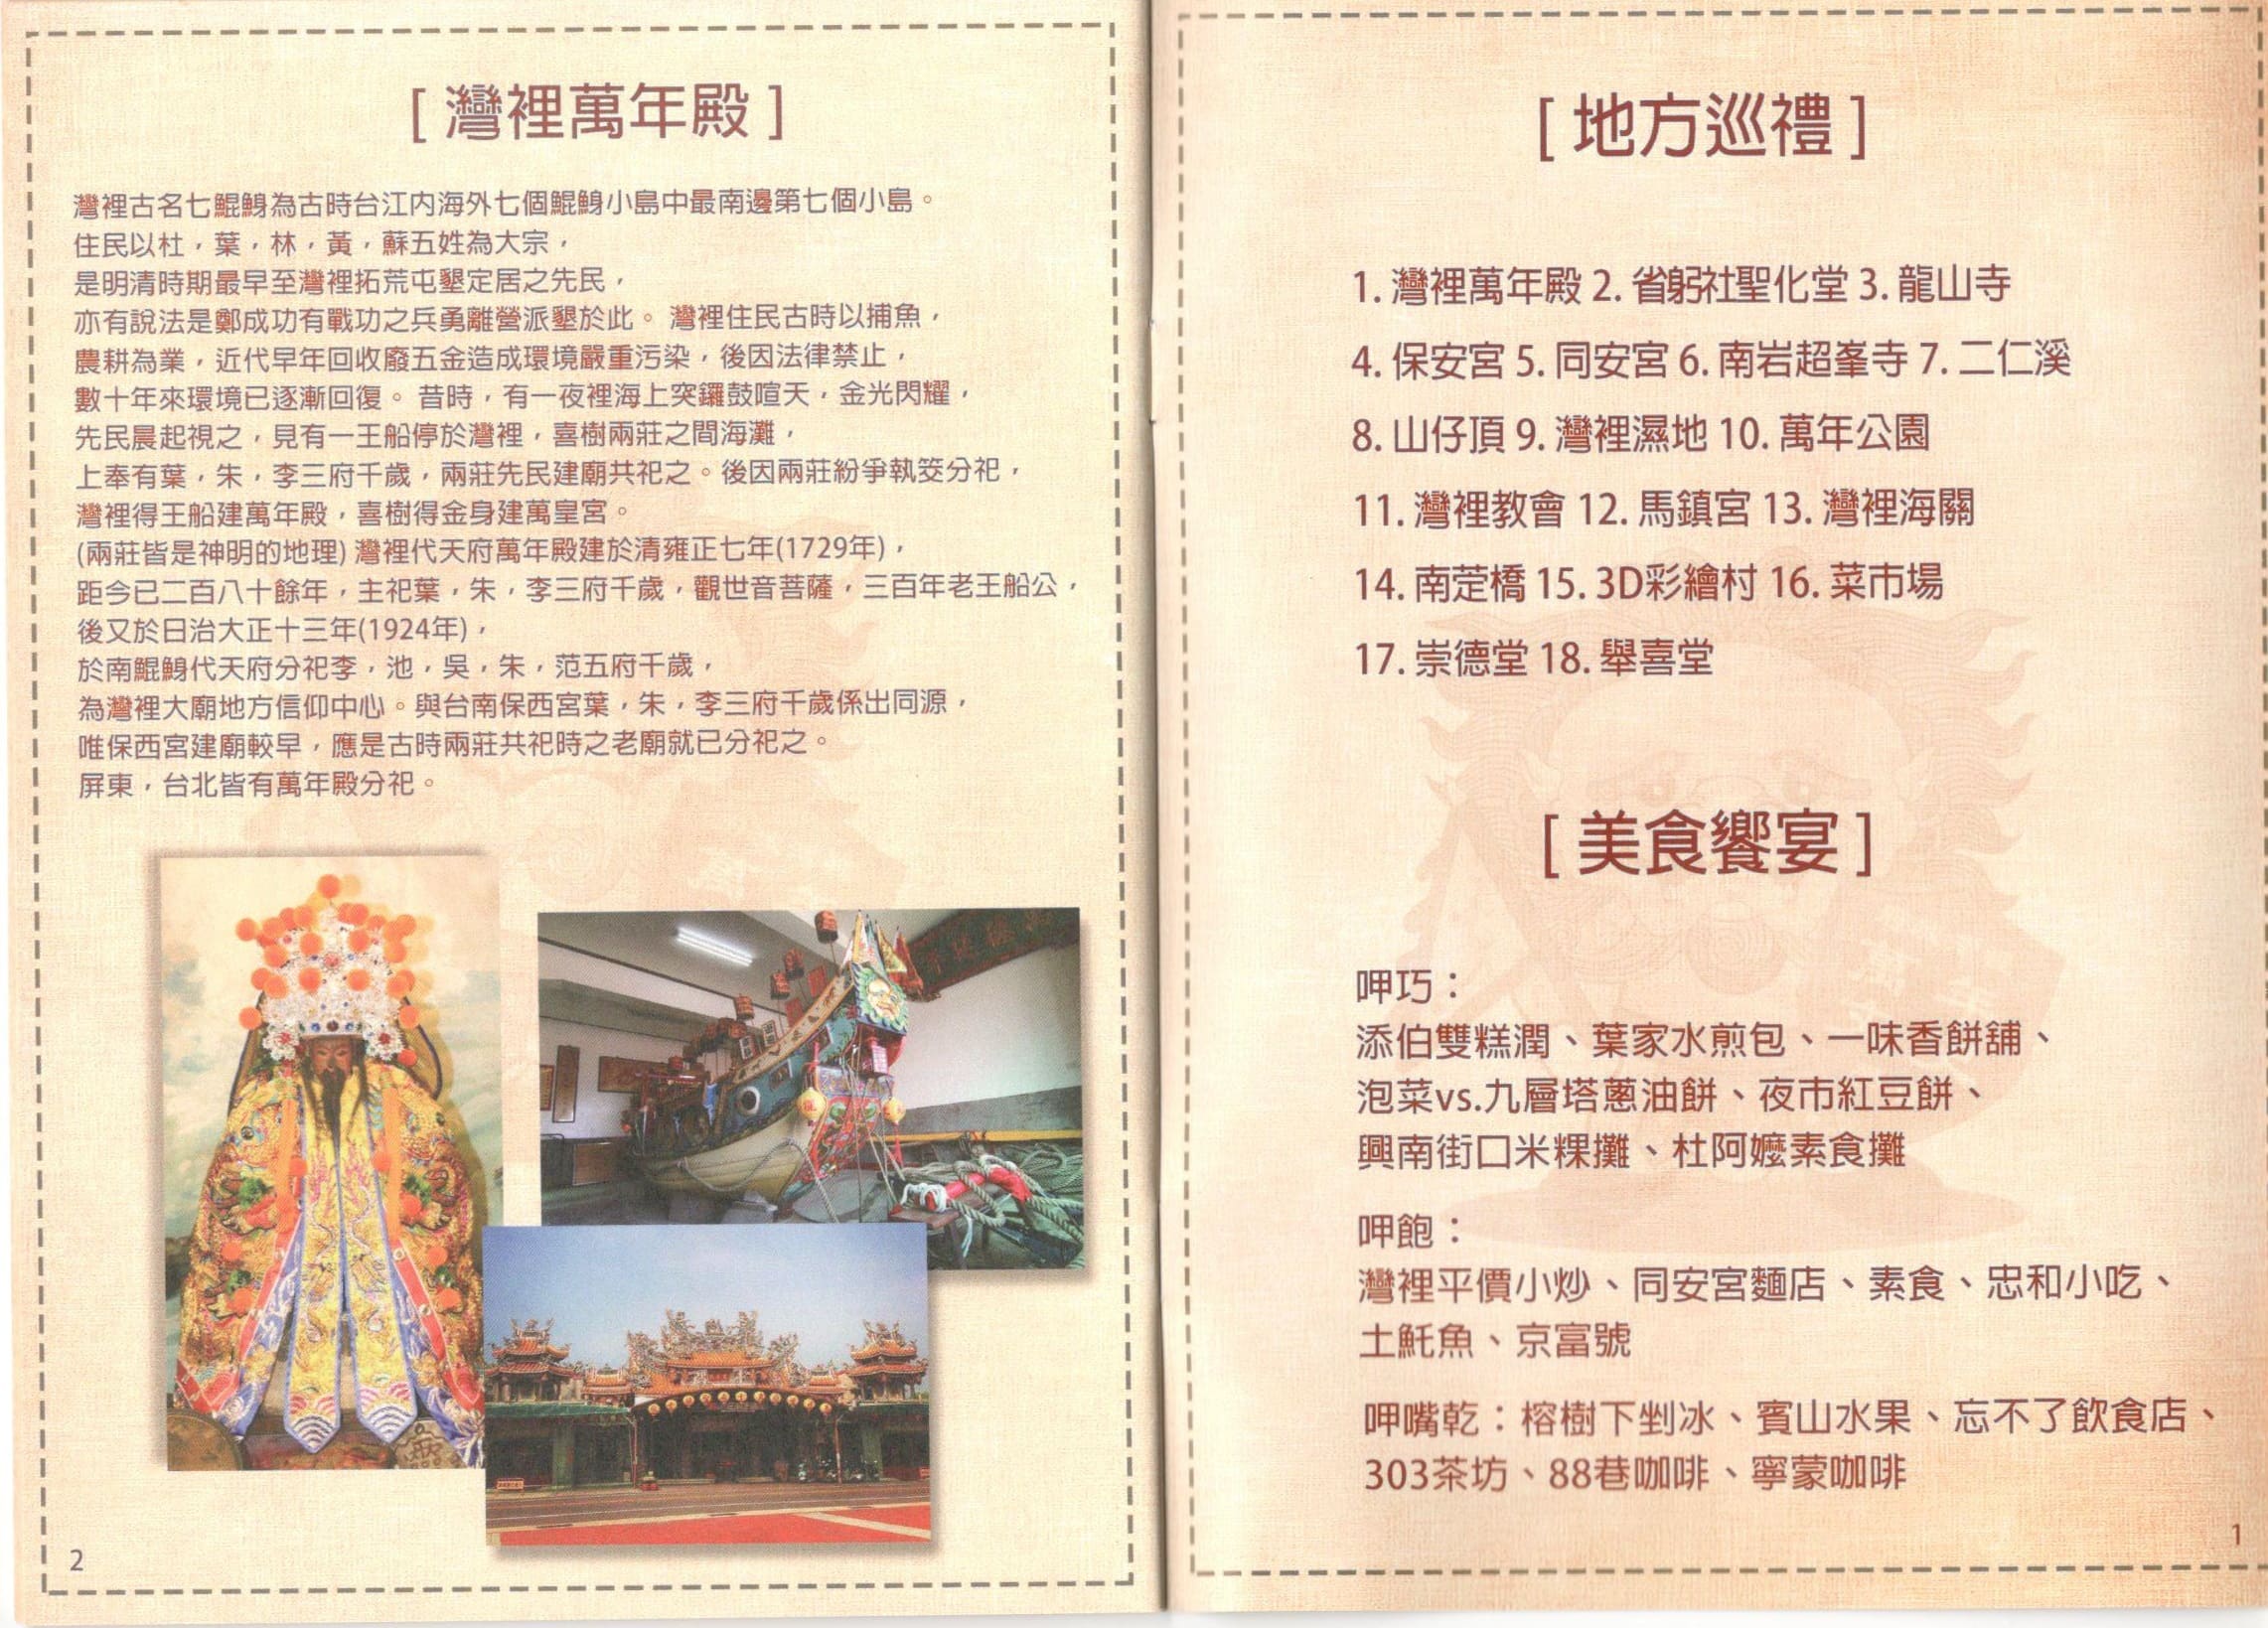 [ 灣裡萬年殿 ]
灣裡古名七鯤鯓為古時台江內海外七個鯤鯓小島中最南邊第七個小島。
住民以杜，葉，林，黃，蘇五姓為大宗，
是明清時期最早至灣裡拓荒屯墾定居之先民，
亦有說法是鄭成功有戰功之兵勇離營派墾於此。 灣裡住民古時以捕魚，
農耕為業，近代早年回收廢五金造成環境嚴重污染，後因法律禁止，
數十年來環境已逐漸回復。 昔時，有一夜裡海上突鑼鼓喧天，金光閃耀，
先民晨起視之，見有一王船停於灣裡，喜樹兩莊之間海灘，
上奉有葉，朱，李三府千歲，兩莊先民建廟共祀之。後因兩莊紛爭執筊分祀，
灣裡得王船建萬年殿，喜樹得金身建萬皇宮。
(兩莊皆是神明的地理) 灣裡代天府萬年殿建於清雍正七年(1729年)，
距今已二百八十餘年，主祀葉，朱，李三府千歲，觀世音菩薩，三百年老王船公，
後又於日治大正十三年(1924年)，
於南鯤鯓代天府分祀李，池，吳，朱，范五府千歲，
為灣裡大廟地方信仰中心。與台南保西宮葉，朱，李三府千歲係出同源，
唯保西宮建廟較早，應是古時兩莊共祀時之老廟就已分祀之。
屏東，台北皆有萬年殿分祀。
2
[ 地方巡禮 ]
1. 灣裡萬年殿 2. 省躬社聖化堂 3. 龍山寺
4. 保安宮 5. 同安宮 6. 南岩超峯寺 7. 二仁溪
8. 山仔頂 9. 灣裡濕地 10. 萬年公園
11. 灣裡教會 12. 馬鎮宮 13. 灣裡海關
14. 南萣橋 15. 3D彩繪村 16. 菜市場
17. 崇德堂 18. 舉喜堂
[ 美食饗宴 ]
呷巧：
添伯雙糕潤、葉家水煎包、一味香餅舖、
泡菜vs.九層塔蔥油餅、夜市紅豆餅、
興南街口米粿攤、杜阿嬤素食攤
呷飽：
灣裡平價小炒、同安宮麵店、素食、忠和小吃、
土魠魚、京富號
呷嘴乾：榕樹下剉冰、賓山水果、忘不了飲食店、
303茶坊、88巷咖啡、寧蒙咖啡
1